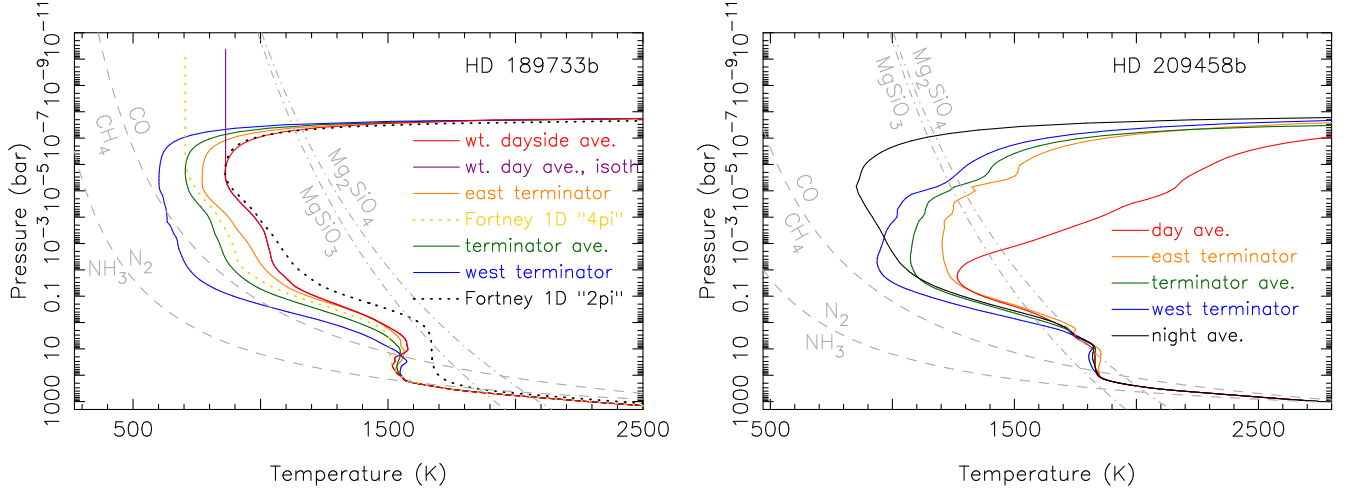 HD 189733b
wt. dayside ave.
wt. day ave., isoth
east terminator
Fortney 1D "4pi"
terminator ave.
west terminator
Fortney 1D "2pi"
CO
CH4
N2
NH3
Mg2SiO4
MgSiO3
Pressure (bar)
10^-11
10^-9
10^-7
10^-5
10^-3
0.1
10
1000
500
1000
1500
2000
2500
Temperature (K)
HD 209458b
day ave.
east terminator
terminator ave.
west terminator
night ave.
Mg2SiO4
MgSiO3
CO
CH4
N2
NH3
Pressure (bar)
10^-11
10^-9
10^-7
10^-5
10^-3
0.1
10
1000
500
1000
1500
2000
2500
Temperature (K)